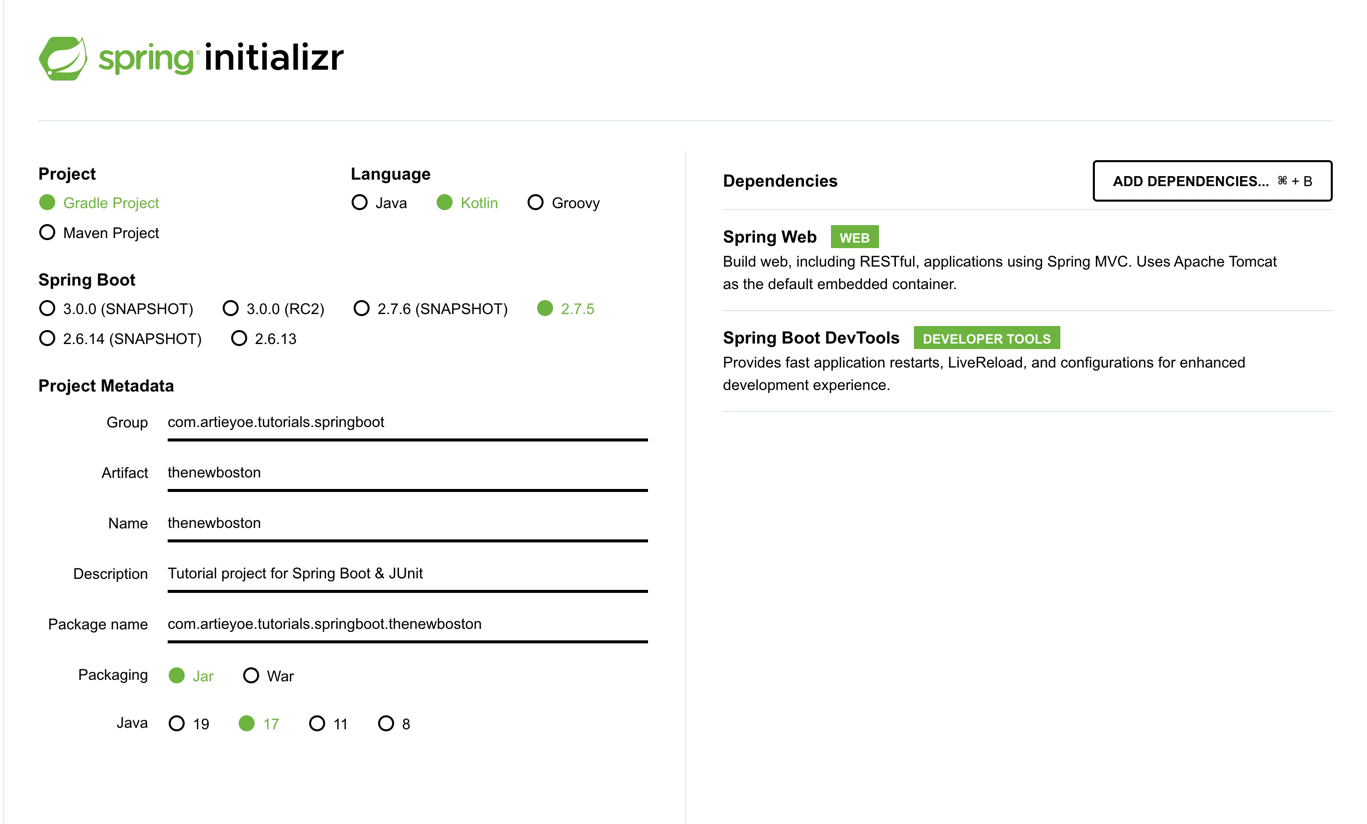 spring initializr
Project
Gradle Project
Maven Project
Language
Java Kotlin Groovy
Spring Boot
3.0.0 (SNAPSHOT) 3.0.0 (RC2) 2.7.6 (SNAPSHOT) 2.7.5
2.6.14 (SNAPSHOT) 2.6.13
Project Metadata
Group com.artieyoe.tutorials.springboot
Artifact thenewboston
Name thenewboston
Description Tutorial project for Spring Boot & JUnit
Package name com.artieyoe.tutorials.springboot.thenewboston
Packaging Jar War
Java 19 17 11 8
Dependencies
ADD DEPENDENCIES... ⌘ + B
Spring Web WEB
Build web, including RESTful, applications using Spring MVC. Uses Apache Tomcat
as the default embedded container.
Spring Boot DevTools DEVELOPER TOOLS
Provides fast application restarts, LiveReload, and configurations for enhanced
development experience.